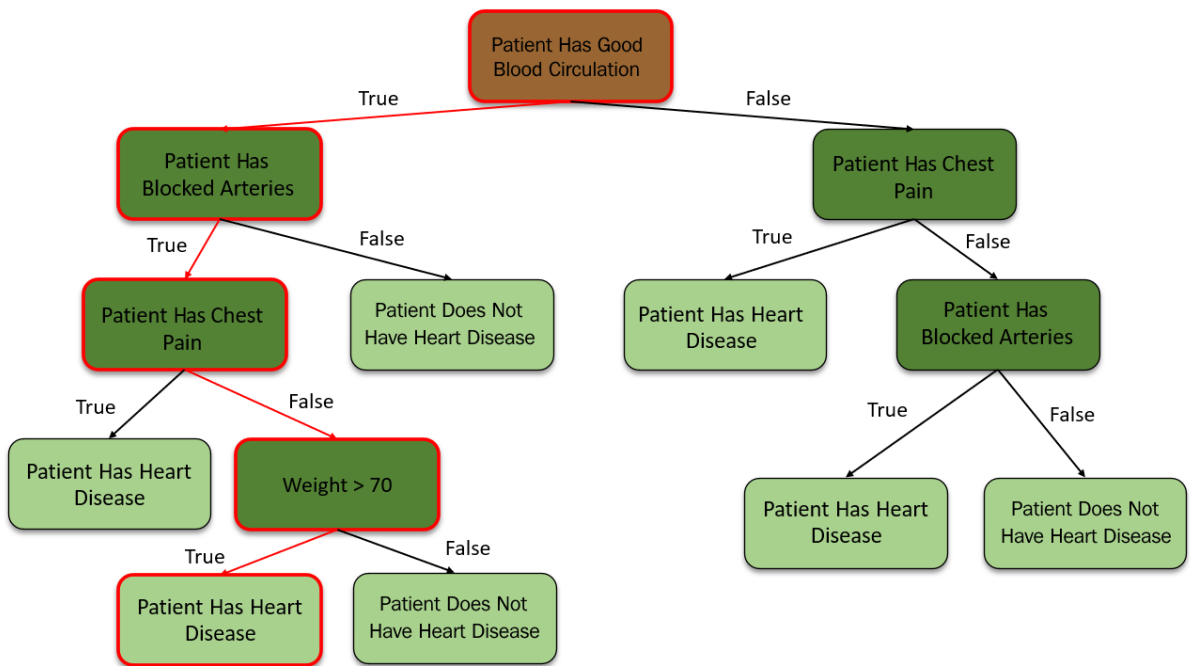 Patient Has Good
Blood Circulation
True
False
Patient Has
Blocked Arteries
Patient Has Chest
Pain
True
False
True
False
Patient Has Chest
Pain
Patient Does Not
Have Heart Disease
Patient Has Heart
Disease
Patient Has
Blocked Arteries
True
False
True
False
Patient Has Heart
Disease
Weight > 70
Patient Has Heart
Disease
Patient Does Not
Have Heart Disease
True
False
Patient Has Heart
Disease
Patient Does Not
Have Heart Disease